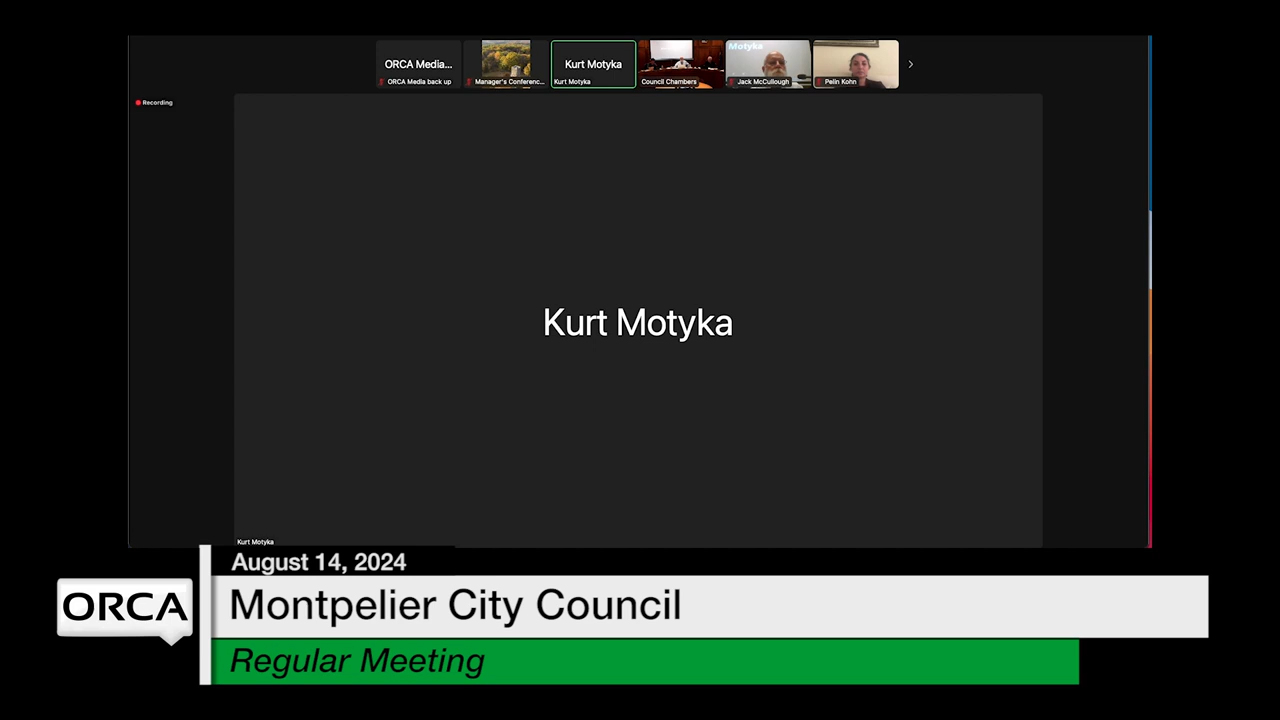 ORCA Media...
Kurt Motyka
Motyka
ORCA Media back up
Manager's Conferenc...
Kurt Motyka
Council Chambers
Jack McCullough
Pelin Kohn
Recording
Kurt Motyka
Kurt Motyka
August 14, 2024
ORCA
Montpelier City Council
Regular Meeting